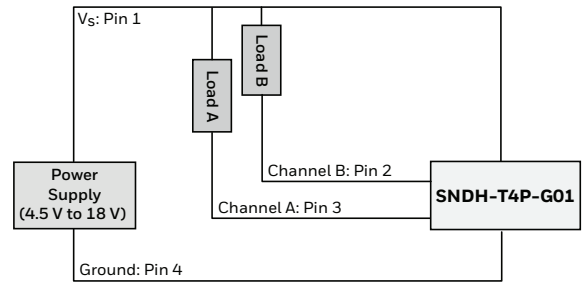 Vs: Pin 1
Load A
Load B
Channel B: Pin 2
Power
Supply
(4.5 V to 18 V)
SNDH-T4P-G01
Channel A: Pin 3
Ground: Pin 4